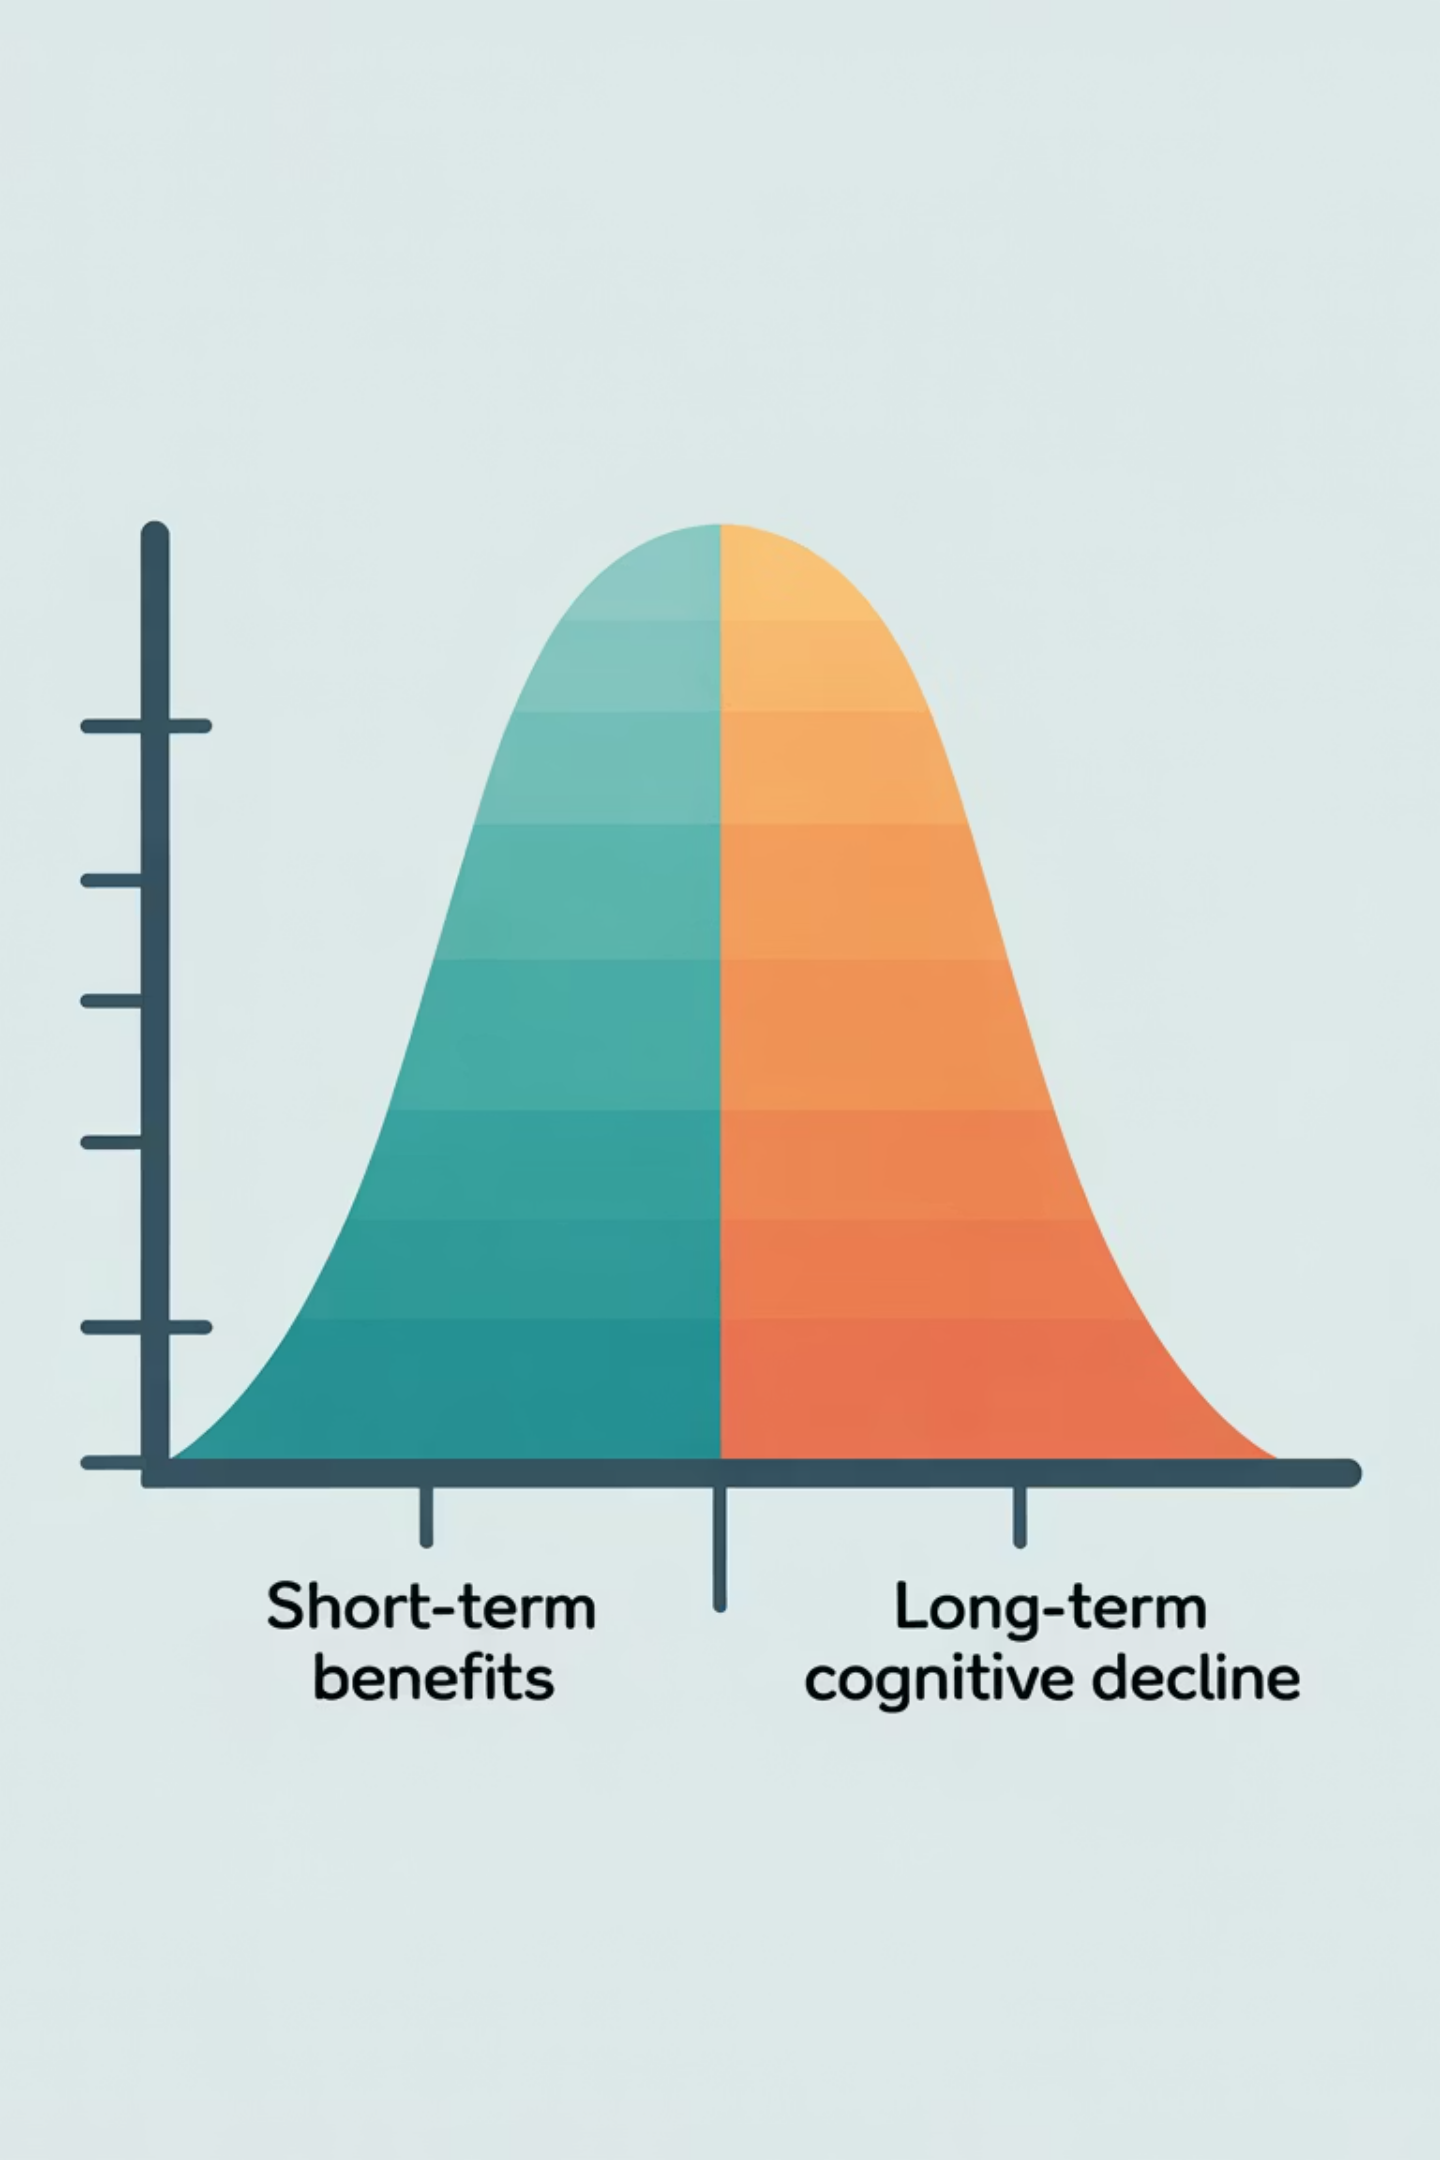 Short-term
benefits
Long-term
cognitive decline